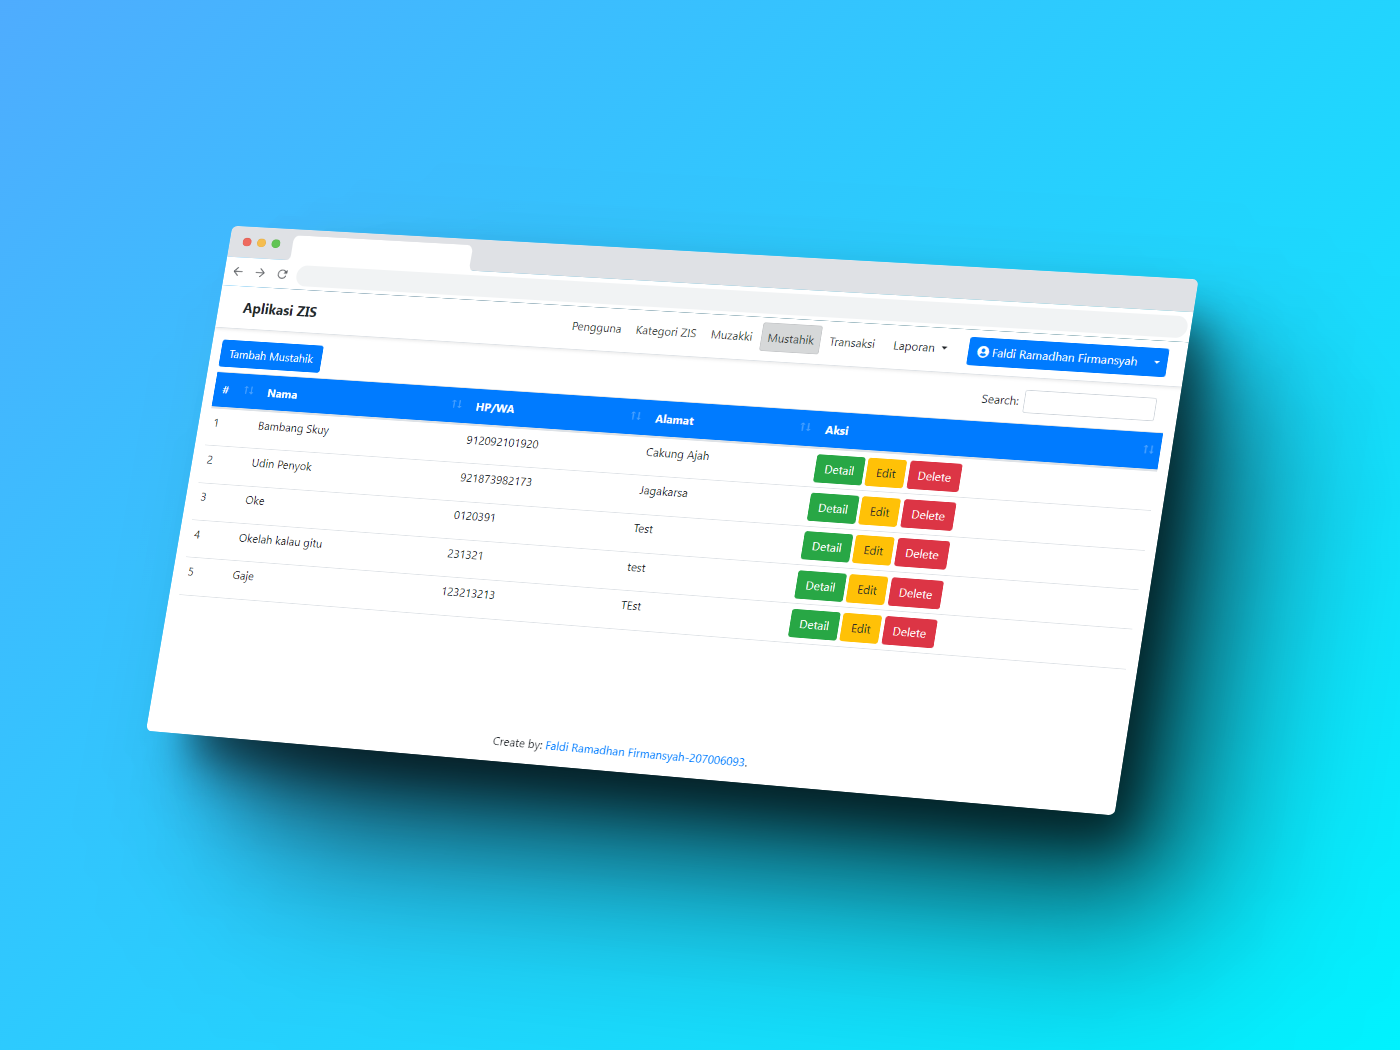 Aplikasi ZIS
Pengguna Kategori ZIS Muzakki Mustahik Transaksi Laporan Faldi Ramadhan Firmansyah
Tambah Mustahik
Search:
# Nama HP/WA Alamat Aksi
1 Bambang Skuy 912092101920 Cakung Ajah Detail Edit Delete
2 Udin Penyok 921873982173 Jagakarsa Detail Edit Delete
3 Oke 0120391 Test Detail Edit Delete
4 Okelah kalau gitu 231321 test Detail Edit Delete
5 Gaje 123213213 TEst Detail Edit Delete
Create by: Faldi Ramadhan Firmansyah-207006093.